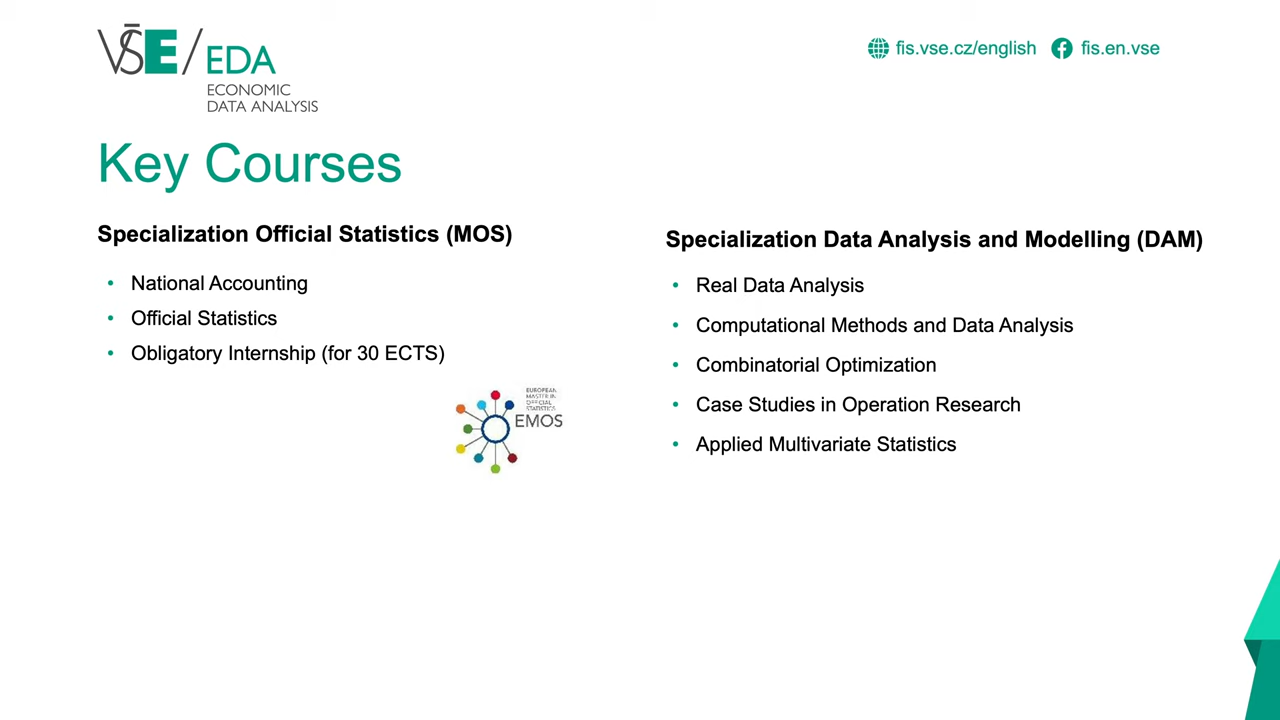 VŠE/EDA
ECONOMIC
DATA ANALYSIS
fis.vse.cz/english
fis.en.vse
Key Courses
Specialization Official Statistics (MOS)
• National Accounting
• Official Statistics
• Obligatory Internship (for 30 ECTS)
EUROPEAN
MASTER IN
OFFICIAL
STATISTICS
EMOS
Specialization Data Analysis and Modelling (DAM)
• Real Data Analysis
• Computational Methods and Data Analysis
• Combinatorial Optimization
• Case Studies in Operation Research
• Applied Multivariate Statistics